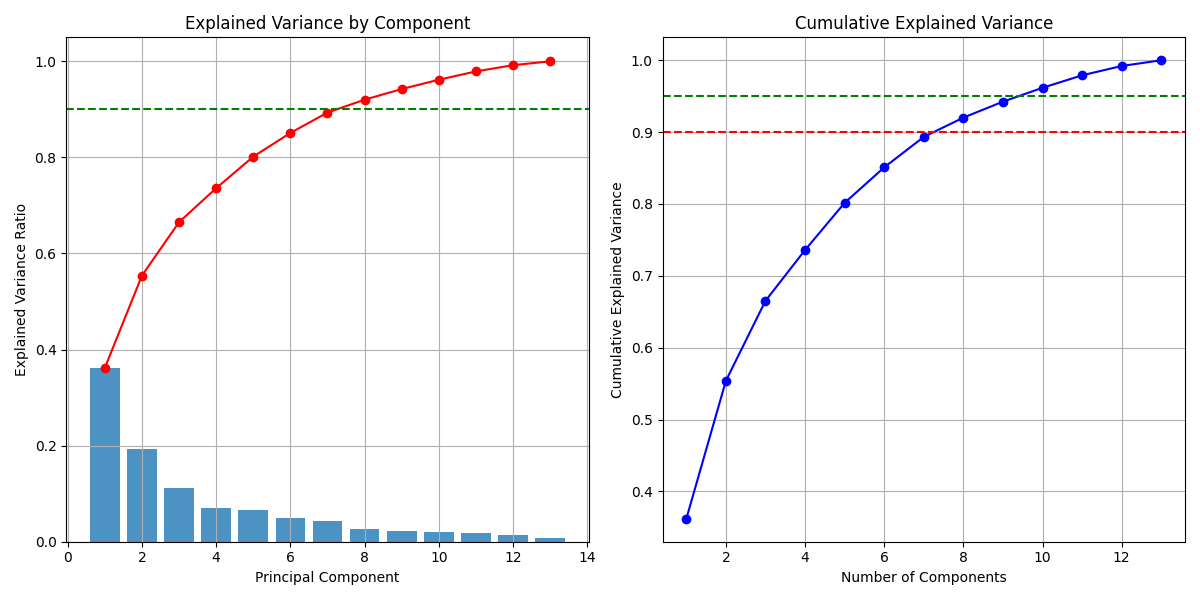 Explained Variance by Component
Explained Variance Ratio
1.0
0.8
0.6
0.4
0.2
0.0
0 2 4 6 8 10 12 14
Principal Component
Cumulative Explained Variance
Cumulative Explained Variance
1.0
0.9
0.8
0.7
0.6
0.5
0.4
2 4 6 8 10 12
Number of Components